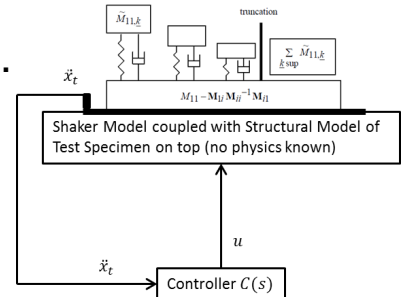 truncation
M̃₁₁,k
∑ M̃₁₁,k
k sup
ẍₜ
M₁₁ − M₁ᵢ Mᵢᵢ⁻¹ Mᵢ₁
Shaker Model coupled with Structural Model of
Test Specimen on top (no physics known)
u
ẍₜ
Controller C(s)